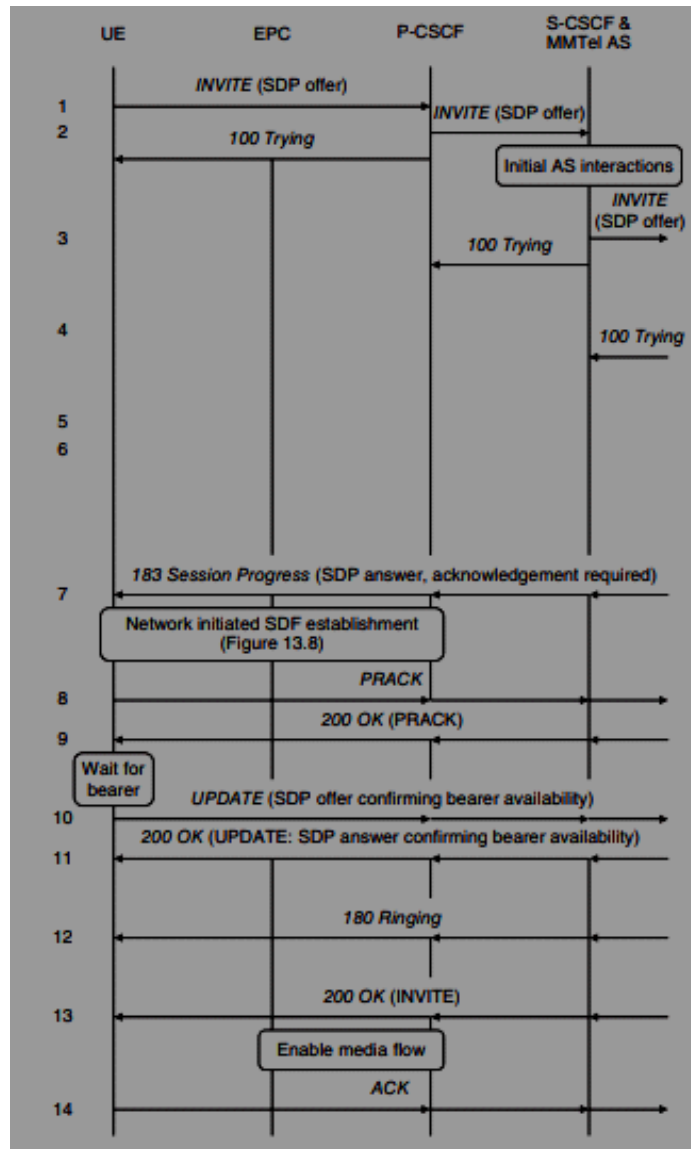 UE EPC P-CSCF S-CSCF &
MMTel AS
INVITE (SDP offer)
1
INVITE (SDP offer)
2
100 Trying
Initial AS interactions
INVITE
(SDP offer)
3
100 Trying
4
100 Trying
5
6
183 Session Progress (SDP answer, acknowledgement required)
7
Network initiated SDF establishment
(Figure 13.8)
PRACK
8
200 OK (PRACK)
9
Wait for
bearer
UPDATE (SDP offer confirming bearer availability)
10
200 OK (UPDATE: SDP answer confirming bearer availability)
11
180 Ringing
12
200 OK (INVITE)
13
Enable media flow
ACK
14